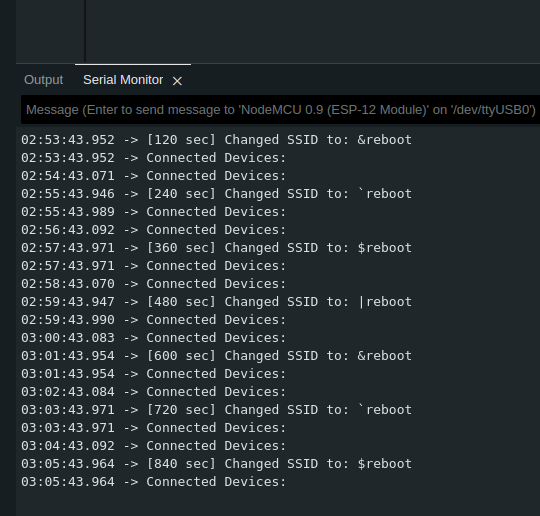 Output Serial Monitor ×
Message (Enter to send message to 'NodeMCU 0.9 (ESP-12 Module)' on '/dev/ttyUSB0')
02:53:43.952 -> [120 sec] Changed SSID to: &reboot
02:53:43.952 -> Connected Devices:
02:54:43.071 -> Connected Devices:
02:55:43.946 -> [240 sec] Changed SSID to: `reboot
02:55:43.989 -> Connected Devices:
02:56:43.092 -> Connected Devices:
02:57:43.971 -> [360 sec] Changed SSID to: $reboot
02:57:43.971 -> Connected Devices:
02:58:43.070 -> Connected Devices:
02:59:43.947 -> [480 sec] Changed SSID to: |reboot
02:59:43.990 -> Connected Devices:
03:00:43.083 -> Connected Devices:
03:01:43.954 -> [600 sec] Changed SSID to: &reboot
03:01:43.954 -> Connected Devices:
03:02:43.084 -> Connected Devices:
03:03:43.971 -> [720 sec] Changed SSID to: `reboot
03:03:43.971 -> Connected Devices:
03:04:43.092 -> Connected Devices:
03:05:43.964 -> [840 sec] Changed SSID to: $reboot
03:05:43.964 -> Connected Devices: